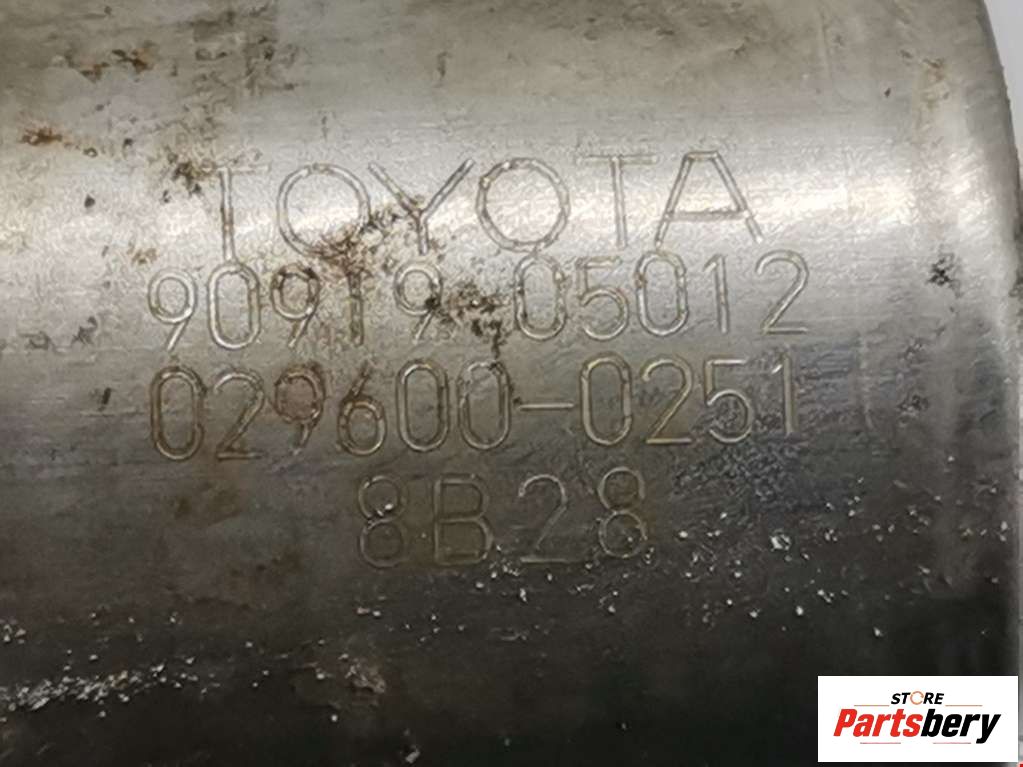 TOYOTA
90919-05012
029600-0251
8B28
STORE
Partsbery